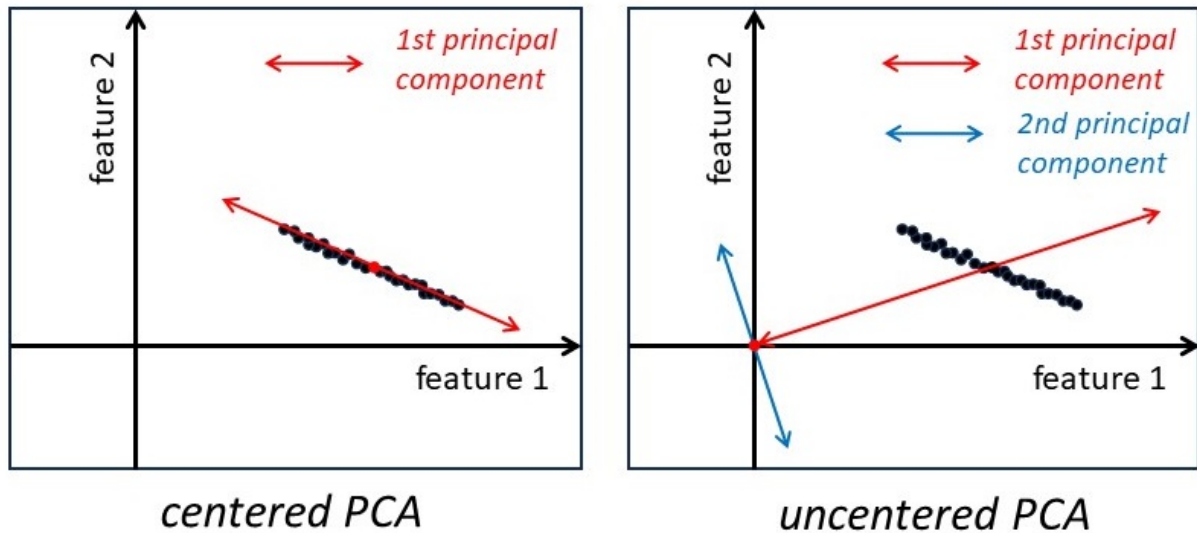 feature 2
1st principal
component
feature 1
centered PCA
feature 2
1st principal
component
2nd principal
component
feature 1
uncentered PCA